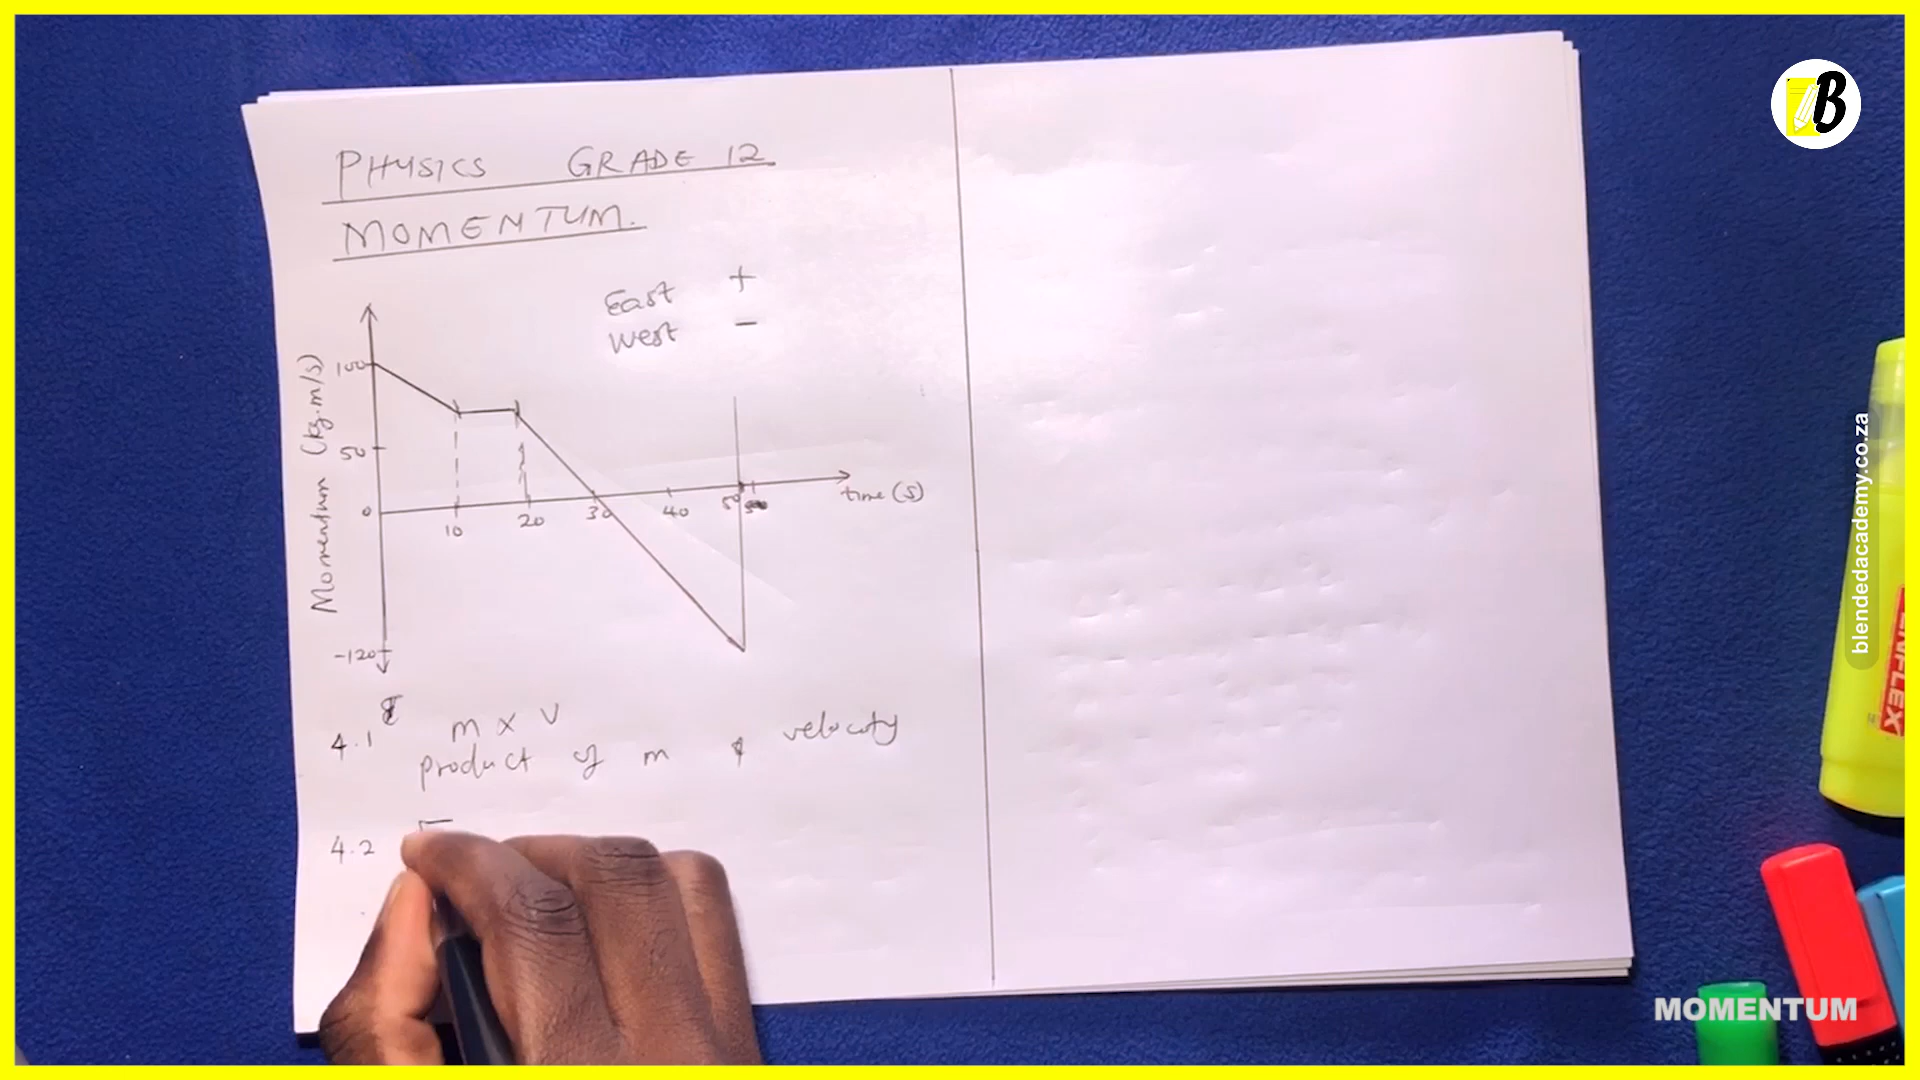 PHYSICS GRADE 12
MOMENTUM.
East +
West -
Momentum (kg.m/s)
100
50
0
-120
10
20
30
40
50
time (s)
4.1
m x v
product of m & velocity
4.2
B
blendedacademy.co.za
MOMENTUM